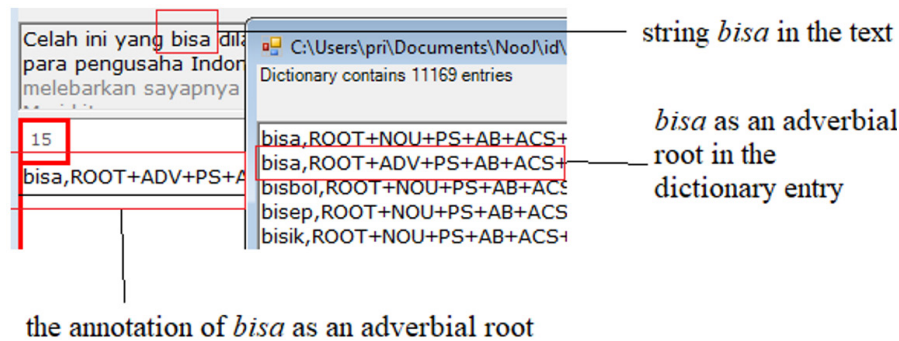 Celah ini yang bisa dila
para pengusaha Indon
melebarkan sayapnya
15
bisa,ROOT+ADV+PS+A
C:\Users\pri\Documents\NooJ\id\
Dictionary contains 11169 entries
bisa,ROOT+NOU+PS+AB+ACS+
bisa,ROOT+ADV+PS+AB+ACS+
bisbol,ROOT+NOU+PS+AB+ACS
bisep,ROOT+NOU+PS+AB+ACS
bisik,ROOT+NOU+PS+AB+ACS+
string bisa in the text
bisa as an adverbial
root in the
dictionary entry
the annotation of bisa as an adverbial root